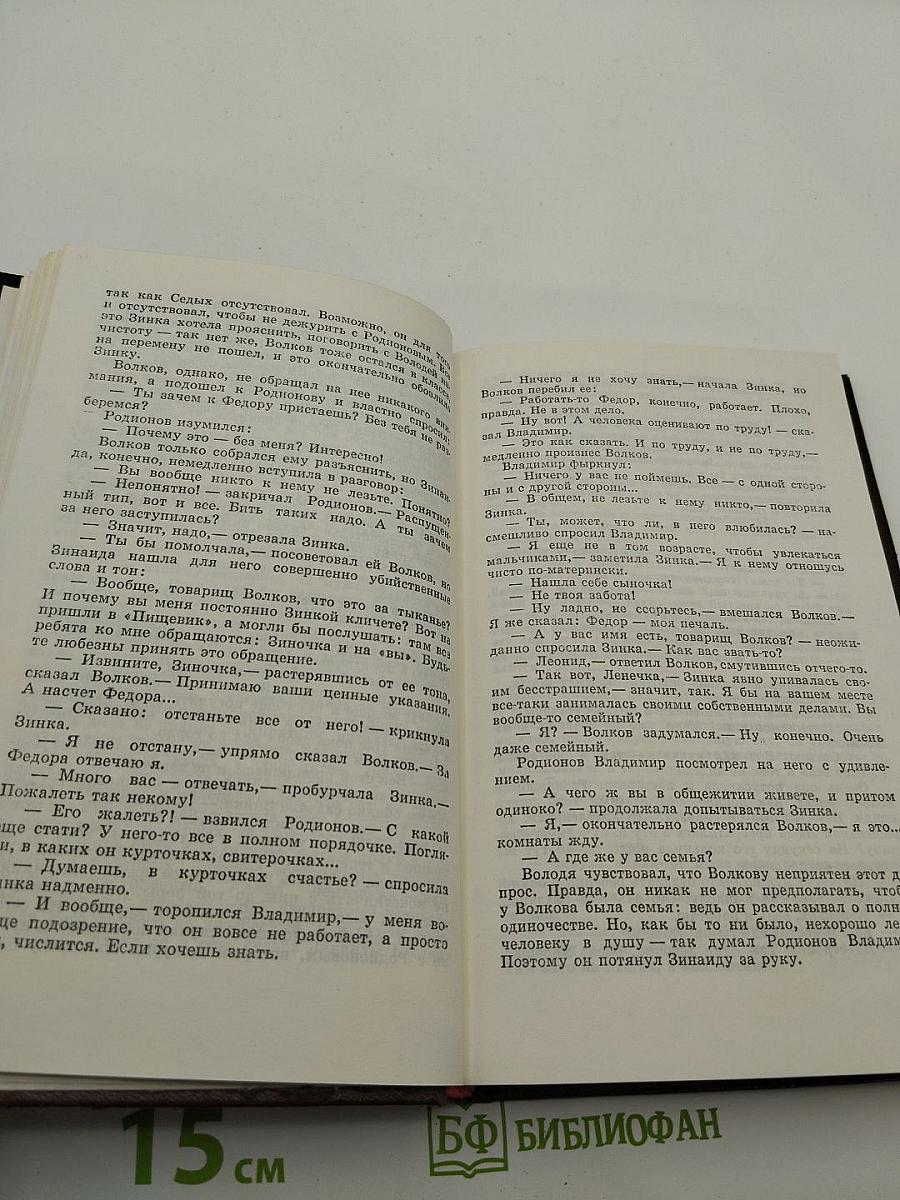 так как Седых отсутствовал. Возможно, он для того
и отсутствовал, чтобы не дежурить с Родионовым. Все
это Зинка хотела прояснить, поговорить с Володей на-
чистоту — так нет же, Волков тоже остался в классе,
на перемену не пошел, и это окончательно обозлило
Зинку.
Волков, однако, не обращал на нее никакого вни-
мания, а подошел к Родионову и властно спросил:
— Ты зачем к Федору пристаешь? Без тебя не раз-
беремся?
Родионов изумился:
— Почему это — без меня? Интересно!
Волков только собрался ему разъяснить, но Зинаи-
да, конечно, немедленно вступила в разговор:
— Вы вообще никто к нему не лезьте. Понятно?
— Непонятно! — закричал Родионов.— Распущен-
ный тип, вот и все. Бить таких надо. А ты зачем
за него заступилась?
— Значит, надо,— отрезала Зинка.
— Ты бы помолчала,— посоветовал ей Волков, но
Зинаида нашла для него совершенно убийственные
слова и тон:
— Вообще, товарищ Волков, что это за тыканье?
И почему вы меня постоянно Зинкой кличете? Вот на
пришли в «Пищевик», а могли бы послушать: там все
ребята ко мне обращаются: Зиночка и на «вы». Будь-
те любезны принять это обращение.
— Извините, Зиночка,— растерявшись от ее тона,
сказал Волков.— Принимаю ваши ценные указания.
А насчет Федора...
— Сказано: отстаньте все от него! — крикнула
Зинка.
— Я не отстану,— упрямо сказал Волков.— За
Федора отвечаю я.
— Много вас — отвечать,— пробурчала Зинка.—
Пожалеть так некому!
— Его жалеть?! — взвился Родионов.— С какой
еще стати? У него-то все в полном порядочке. Погля-
и, в каких он курточках, свитерочках...
— Думаешь, в курточках счастье? — спросила
инка надменно.
— И вообще,— торопился Владимир,— у меня во-
ще подозрение, что он вовсе не работает, а просто
, числится. Если хочешь знать.
— Ничего я не хочу знать,— начала Зинка, но
Волков перебил ее:
— Работать-то Федор, конечно, работает. Плохо,
правда. Не в этом дело.
— Ну вот! А человека оценивают по труду! — ска-
зал Владимир.
— Это как сказать. И по труду, и не по труду,—
медленно произнес Волков.
Владимир фыркнул:
— Ничего у вас не поймешь. Все — с одной сторо-
ны и с другой стороны...
— В общем, не лезьте к нему никто,— повторила
Зинка.
— Ты, может, что ли, в него влюбилась? — на-
смешливо спросил Владимир.
— Я еще не в том возрасте, чтобы увлекаться
мальчиками,— заметила Зинка.— Я к нему отношусь
чисто по-матерински.
— Нашла себе сыночка!
— Не твоя забота!
— Ну ладно, не ссорьтесь,— вмешался Волков.—
Я же сказал: Федор — моя печаль.
— А у вас имя есть, товарищ Волков? — неожи-
данно спросила Зинка.— Как вас звать-то?
— Леонид,— ответил Волков, смутившись отчего-то.
— Так вот, Ленечка,— Зинка явно упивалась сво-
им бесстрашием,— значит, так. Я бы на вашем месте
все-таки занималась своими собственными делами. Вы
вообще-то семейный?
— Я? — Волков задумался.— Ну, конечно. Очень
даже семейный.
Родионов Владимир посмотрел на него с удивле-
нием.
— А чего ж вы в общежитии живете, и притом
одиноко? — продолжала допытываться Зинка.
— Я,— окончательно растерялся Волков,— я это...
комнаты жду.
— А где же у вас семья?
Володя чувствовал, что Волкову неприятен этот д
прос. Правда, он никак не мог предполагать, чтоб
у Волкова была семья: ведь он рассказывал о полн
одиночестве. Но, как бы то ни было, нехорошо ле
человеку в душу — так думал Родионов Владим
Поэтому он потянул Зинаиду за руку.
15 см
БФ БИБЛИОФАН